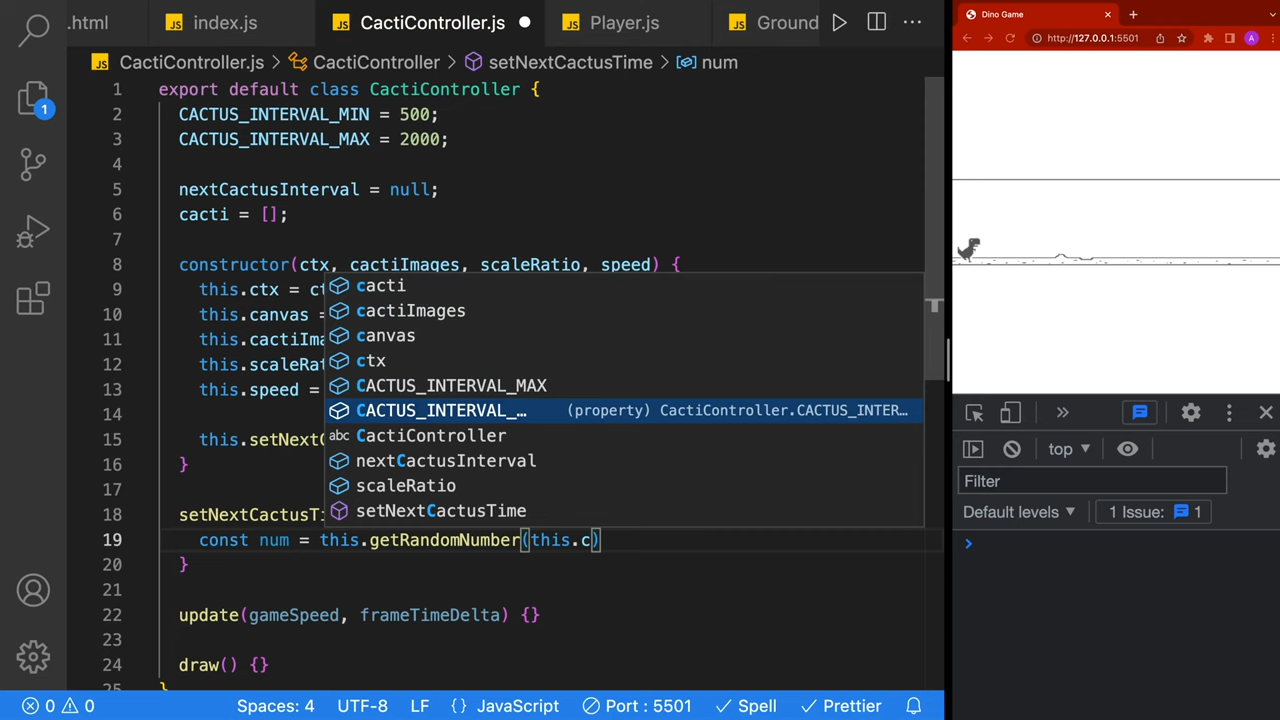 .html
index.js
CactiController.js
Player.js
Ground
CactiController.js > CactiController > setNextCactusTime > num
1 export default class CactiController {
2 CACTUS_INTERVAL_MIN = 500;
3 CACTUS_INTERVAL_MAX = 2000;
4
5 nextCactusInterval = null;
6 cacti = [];
7
8 constructor(ctx, cactiImages, scaleRatio, speed) {
9 this.ctx = ct
10 this.canvas =
11 this.cactiIma
12 this.scaleRat
13 this.speed =
14
15 this.setNextC
16 }
17
18 setNextCactusTi
19 const num = this.getRandomNumber(this.c)
20 }
21
22 update(gameSpeed, frameTimeDelta) {}
23
24 draw() {}
25 }
cacti
cactiImages
canvas
ctx
CACTUS_INTERVAL_MAX
CACTUS_INTERVAL_… (property) CactiController.CACTUS_INTER…
abc CactiController
nextCactusInterval
scaleRatio
setNextCactusTime
1
0 0 Spaces: 4 UTF-8 LF {} JavaScript Port : 5501 Spell Prettier
Dino Game
http://127.0.0.1:5501
A
top
Filter
Default levels 1 Issue: 1